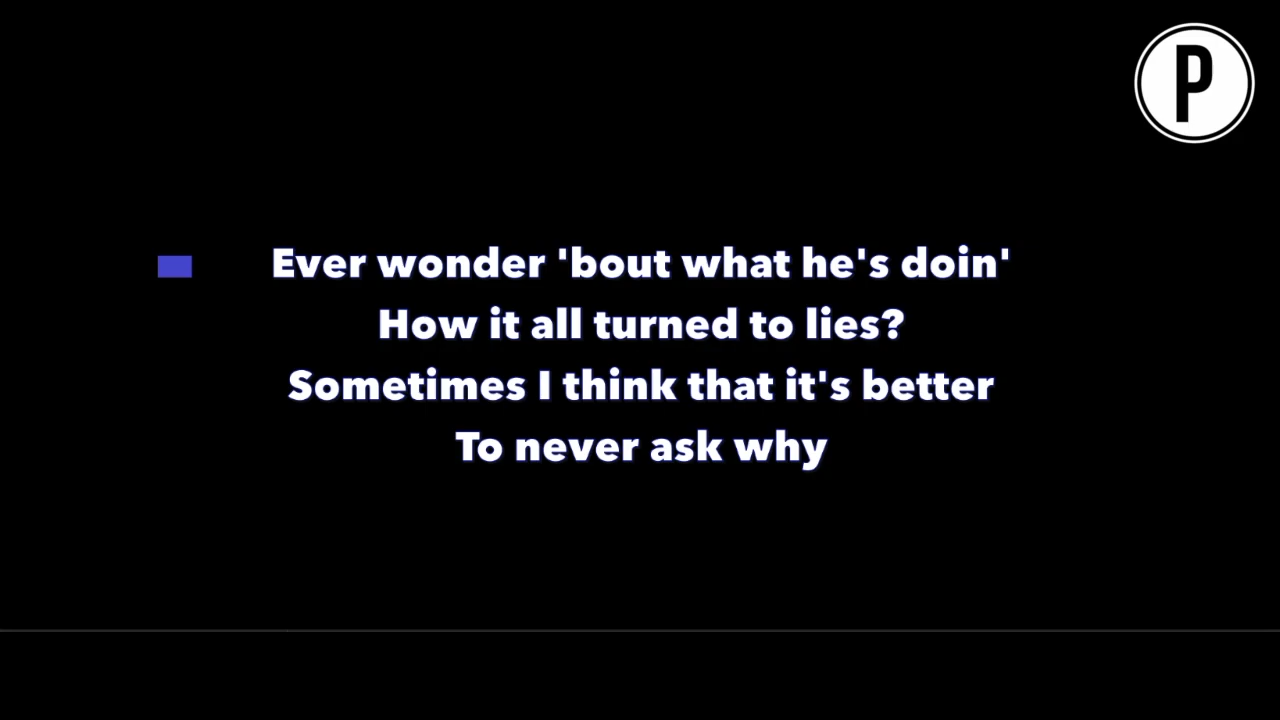 P
Ever wonder 'bout what he's doin'
How it all turned to lies?
Sometimes I think that it's better
To never ask why